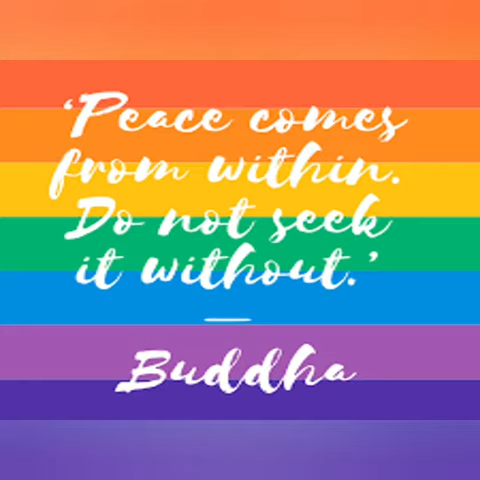 ‘Peace comes
from within.
Do not seek
it without.’
—
Buddha